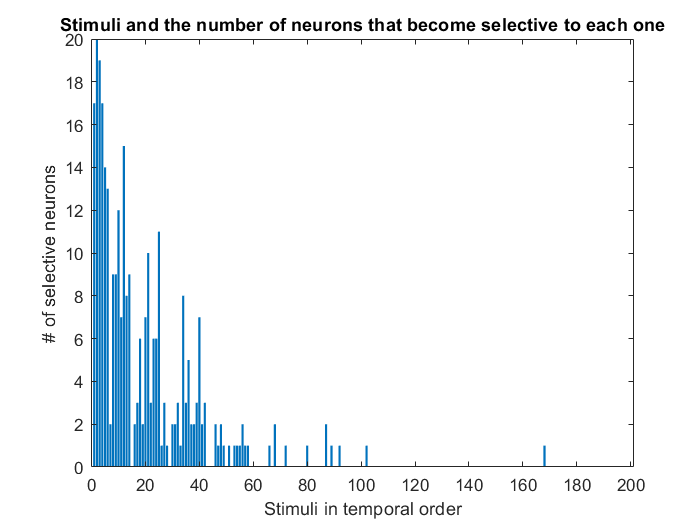 Stimuli and the number of neurons that become selective to each one
20
18
16
14
12
10
8
6
4
2
0
# of selective neurons
0 20 40 60 80 100 120 140 160 180 200
Stimuli in temporal order